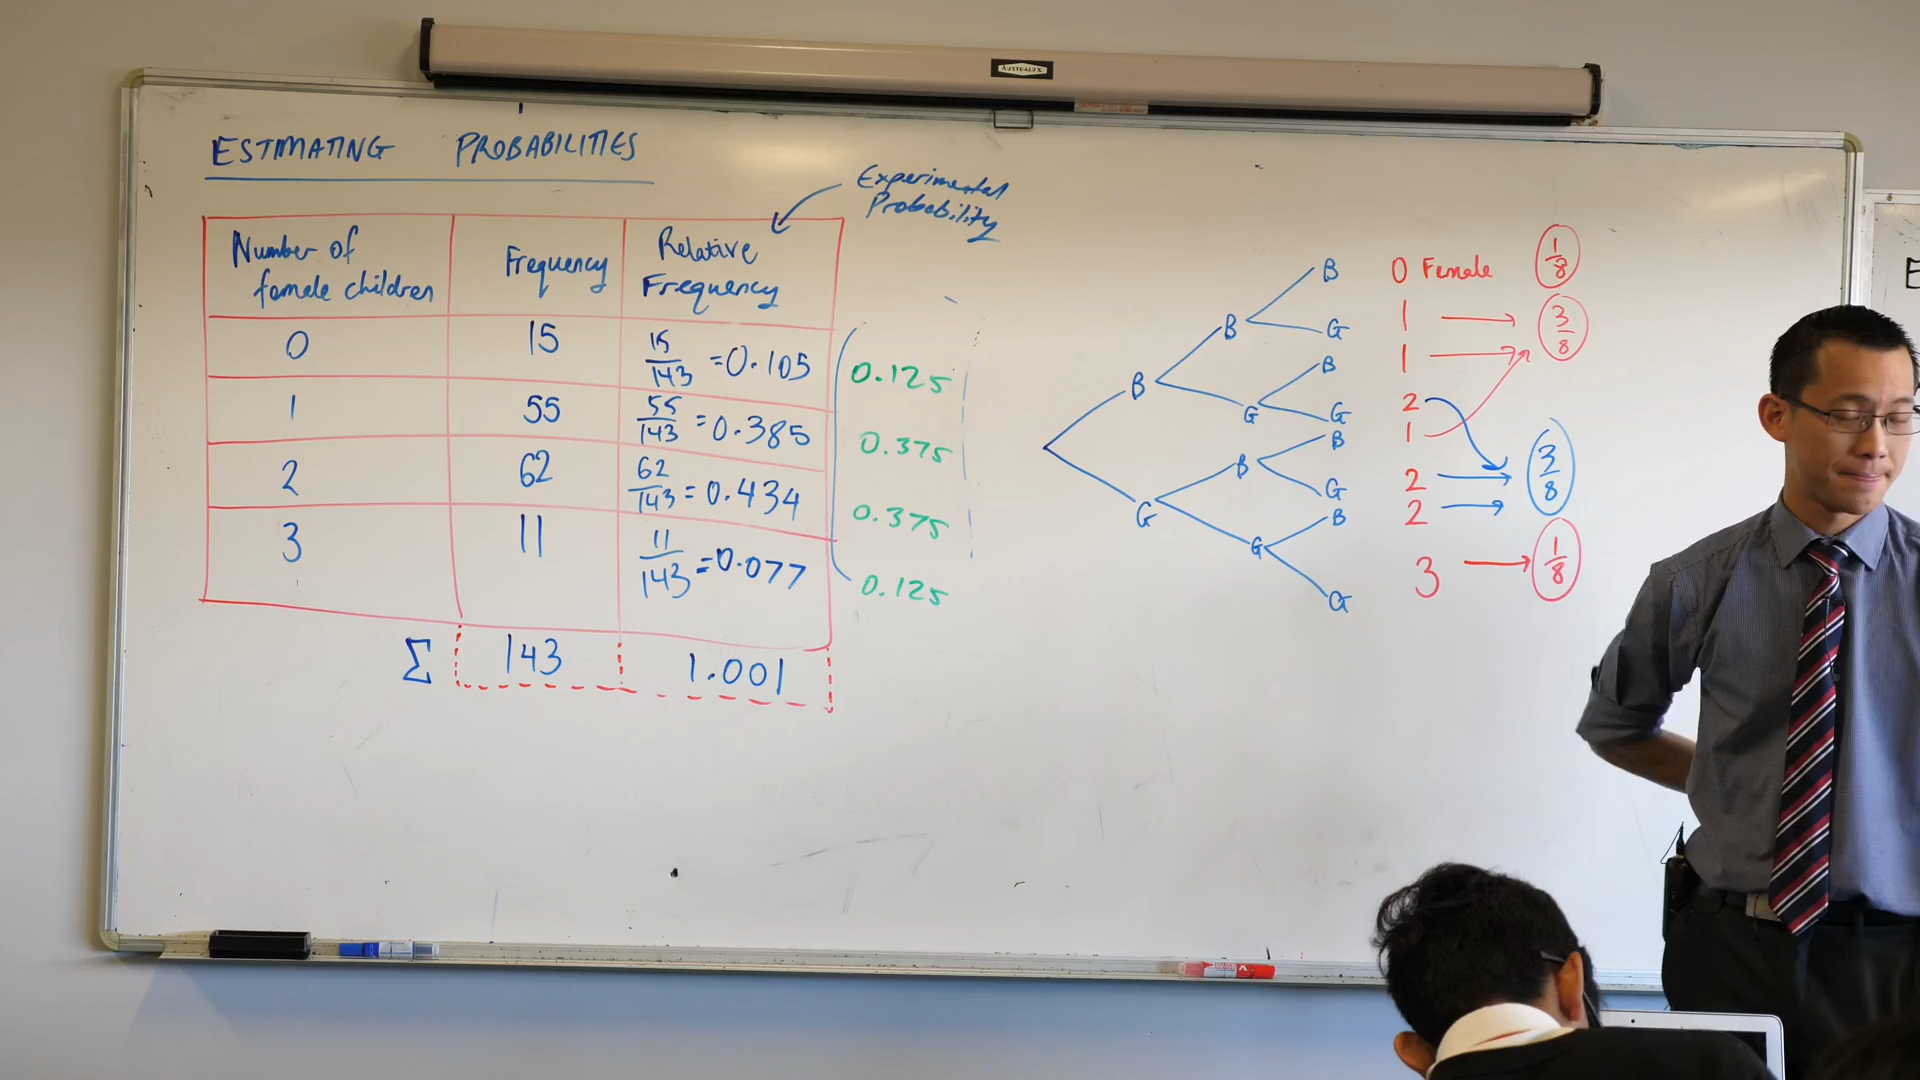 AUSTRALUX
ESTIMATING PROBABILITIES
Experimental
Probability
Number of
female children
Frequency
Relative
Frequency
0 15 15/143 = 0.105 0.125
1 55 55/143 = 0.385 0.375
2 62 62/143 = 0.434 0.375
3 11 11/143 = 0.077 0.125
Σ 143 1.001
B
G
B
G
B
G
B
G
B
G
B
G
B
G
0 Female 1/8
1 3/8
1
2
1
2 3/8
2
3 1/8
E